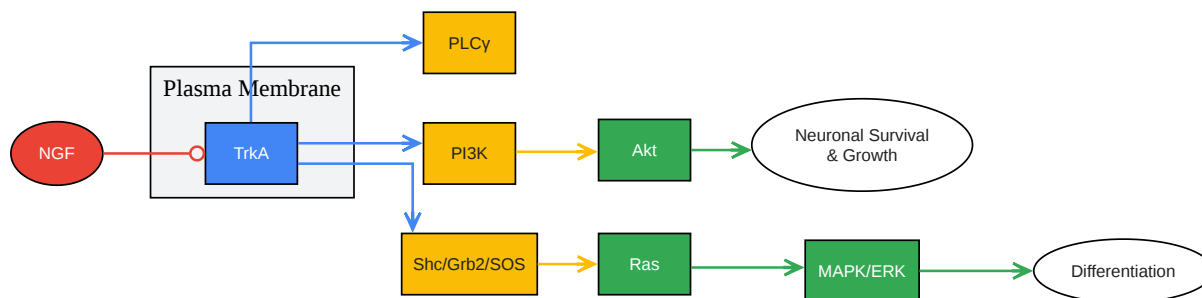 PLCγ
Plasma Membrane
NGF
TrkA
PI3K
Akt
Neuronal Survival
& Growth
Shc/Grb2/SOS
Ras
MAPK/ERK
Differentiation